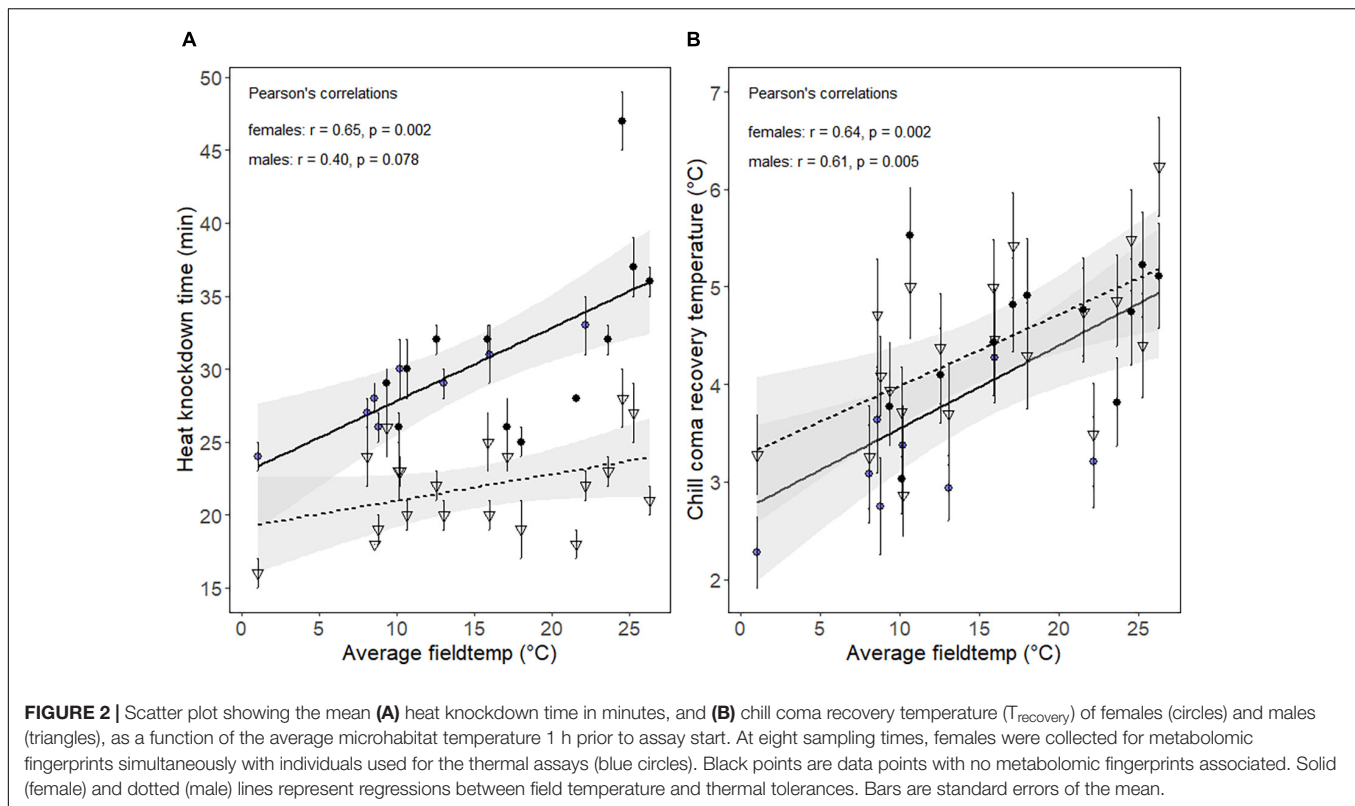 A
Pearson's correlations
females: r = 0.65, p = 0.002
males: r = 0.40, p = 0.078
Heat knockdown time (min)
50
45
40
35
30
25
20
15
0 5 10 15 20 25
Average fieldtemp (°C)
B
Pearson's correlations
females: r = 0.64, p = 0.002
males: r = 0.61, p = 0.005
Chill coma recovery temperature (°C)
7
6
5
4
3
2
0 5 10 15 20 25
Average fieldtemp (°C)
FIGURE 2 | Scatter plot showing the mean (A) heat knockdown time in minutes, and (B) chill coma recovery temperature (Trecovery) of females (circles) and males
(triangles), as a function of the average microhabitat temperature 1 h prior to assay start. At eight sampling times, females were collected for metabolomic
fingerprints simultaneously with individuals used for the thermal assays (blue circles). Black points are data points with no metabolomic fingerprints associated. Solid
(female) and dotted (male) lines represent regressions between field temperature and thermal tolerances. Bars are standard errors of the mean.